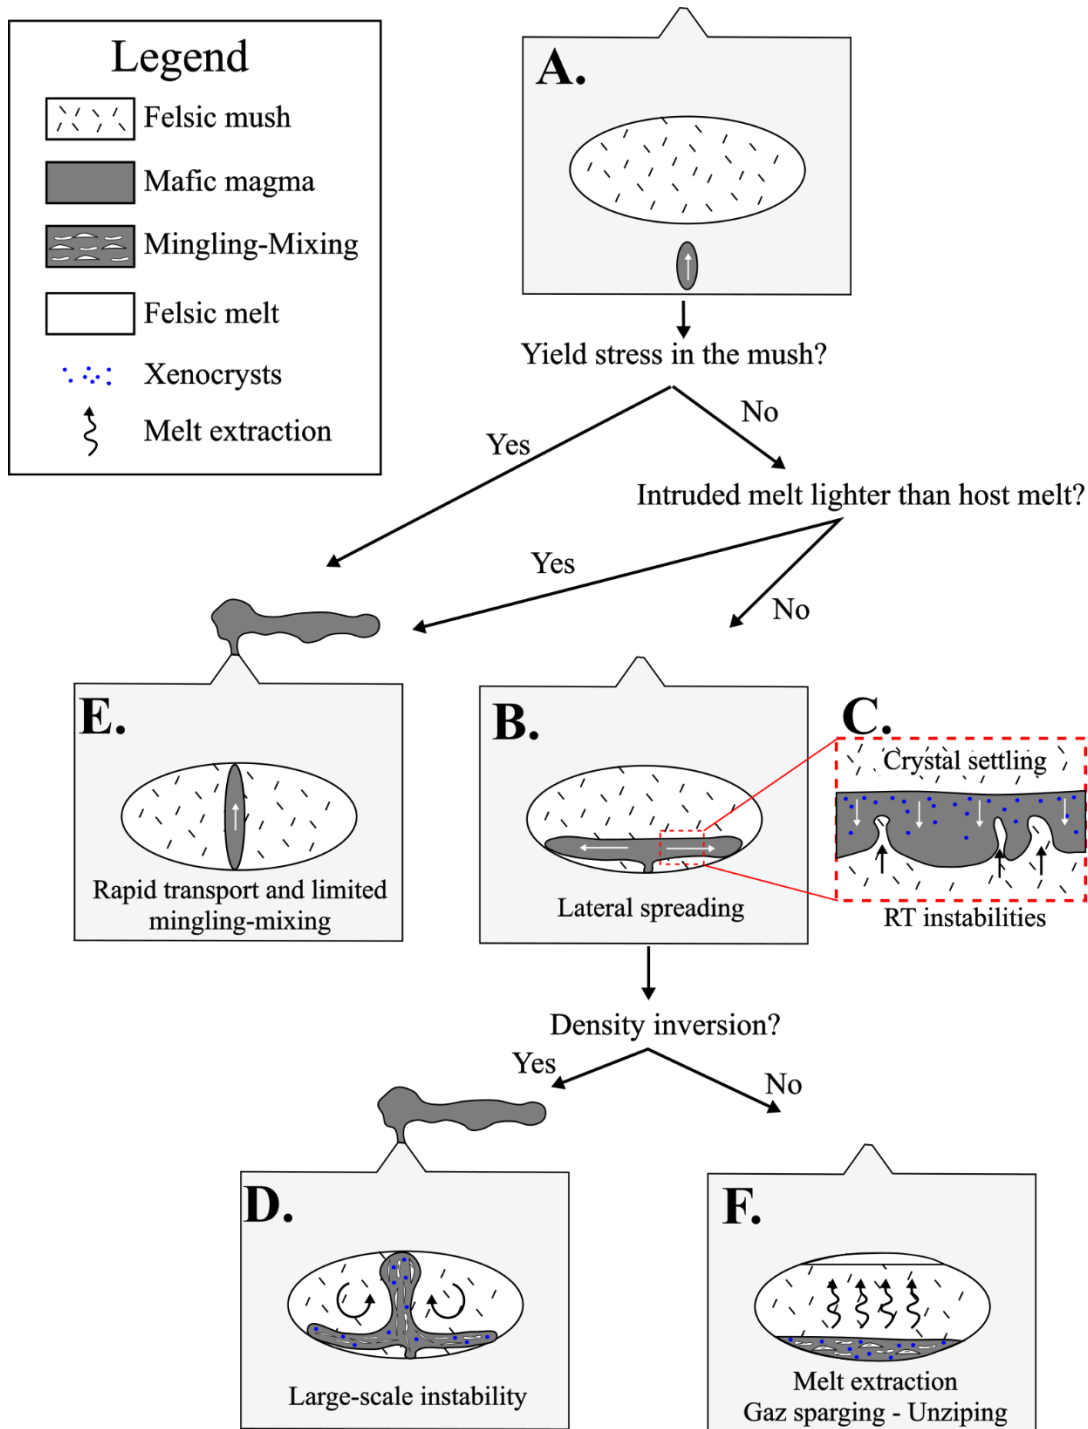 Legend
Felsic mush
Mafic magma
Mingling-Mixing
Felsic melt
Xenocrysts
Melt extraction
A.
Yield stress in the mush?
Yes
No
Intruded melt lighter than host melt?
Yes
No
E.
Rapid transport and limited
mingling-mixing
B.
Lateral spreading
C.
Crystal settling
RT instabilities
Density inversion?
Yes
No
D.
Large-scale instability
F.
Melt extraction
Gaz sparging - Unziping